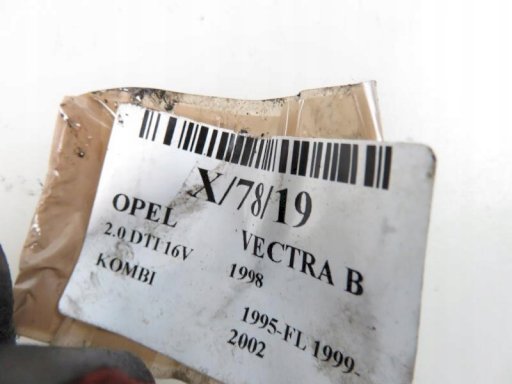 X/78/19
OPEL VECTRA B
2.0 DTI 16V 1998
KOMBI 1995-FL 1999-
2002